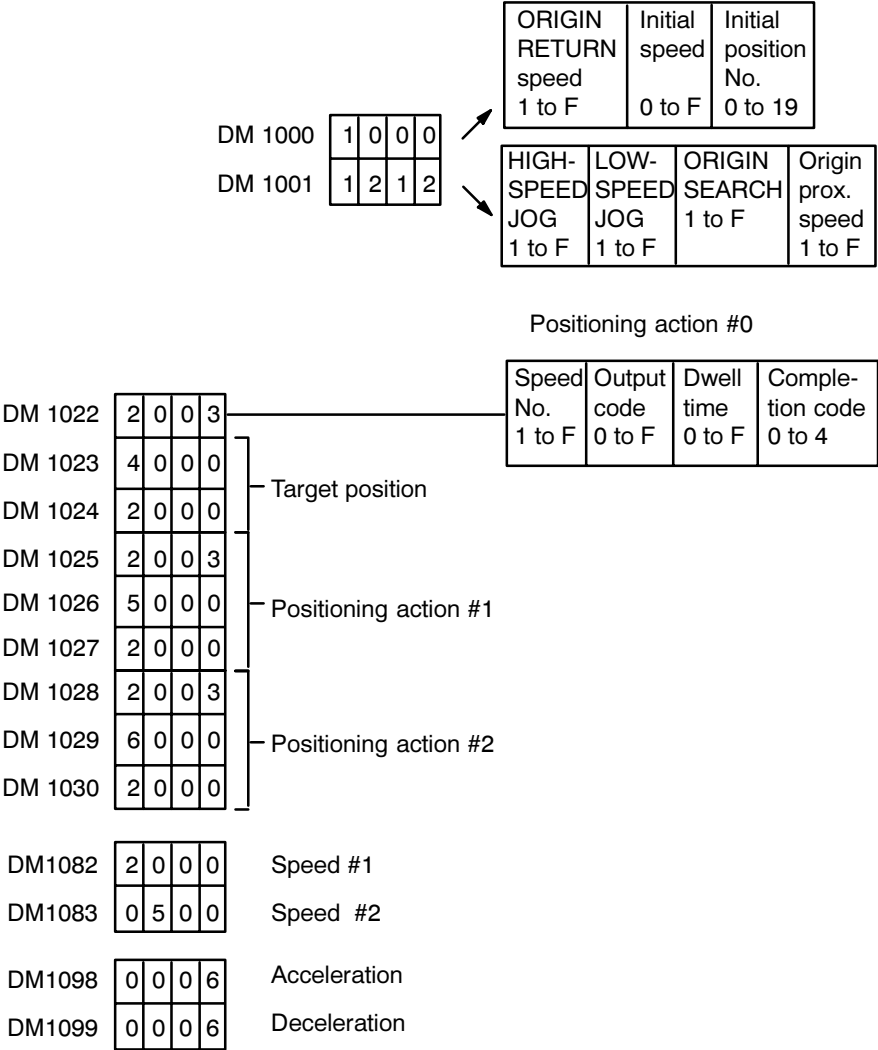 ORIGIN RETURN speed 1 to F
Initial speed 0 to F
Initial position No. 0 to 19
DM 1000 1 0 0 0
DM 1001 1 2 1 2
HIGH-SPEED JOG 1 to F
LOW-SPEED JOG 1 to F
ORIGIN SEARCH 1 to F
Origin prox. speed 1 to F
Positioning action #0
Speed No. 1 to F
Output code 0 to F
Dwell time 0 to F
Comple-tion code 0 to 4
DM 1022 2 0 0 3
DM 1023 4 0 0 0
Target position
DM 1024 2 0 0 0
DM 1025 2 0 0 3
DM 1026 5 0 0 0 Positioning action #1
DM 1027 2 0 0 0
DM 1028 2 0 0 3
DM 1029 6 0 0 0 Positioning action #2
DM 1030 2 0 0 0
DM1082 2 0 0 0 Speed #1
DM1083 0 5 0 0 Speed #2
DM1098 0 0 0 6 Acceleration
DM1099 0 0 0 6 Deceleration